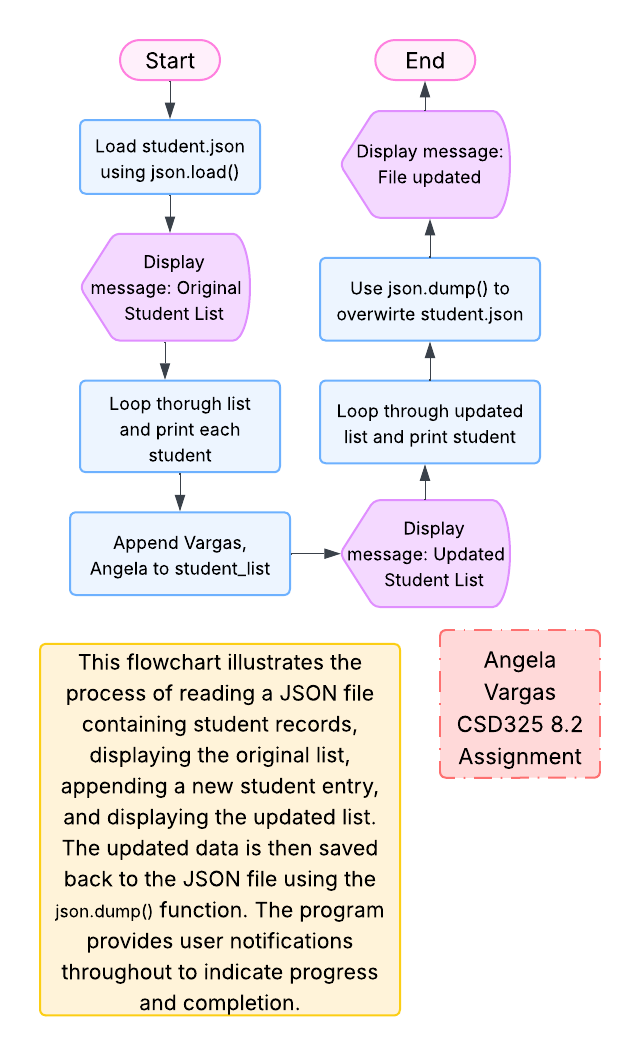 Start
Load student.json
using json.load()
Display
message: Original
Student List
Loop thorugh list
and print each
student
Append Vargas,
Angela to student_list
Display
message: Updated
Student List
Loop through updated
list and print student
Use json.dump() to
overwirte student.json
Display message:
File updated
End
This flowchart illustrates the
process of reading a JSON file
containing student records,
displaying the original list,
appending a new student entry,
and displaying the updated list.
The updated data is then saved
back to the JSON file using the
json.dump() function. The program
provides user notifications
throughout to indicate progress
and completion.
Angela
Vargas
CSD325 8.2
Assignment